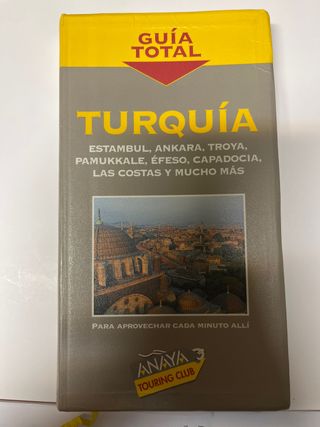 GUÍA
TOTAL
TURQUÍA
ESTAMBUL, ANKARA, TROYA,
PAMUKKALE, ÉFESO, CAPADOCIA,
LAS COSTAS Y MUCHO MÁS
PARA APROVECHAR CADA MINUTO ALLÍ
ANAYA
TOURING CLUB